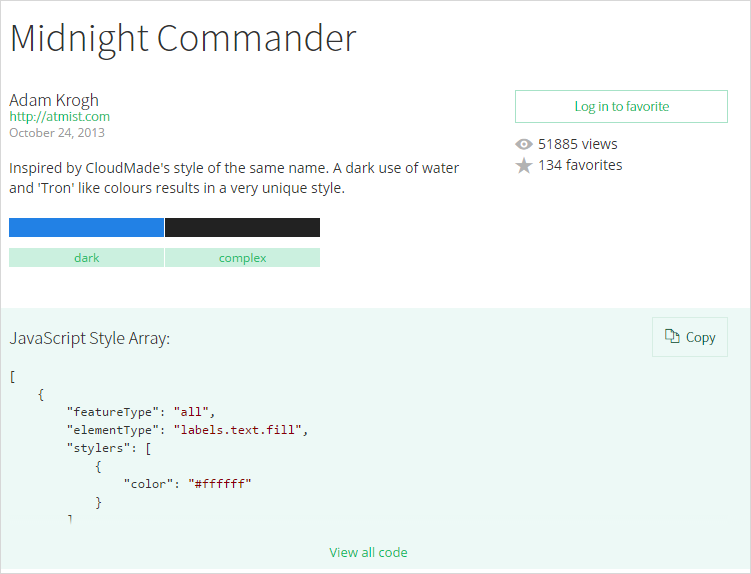 Midnight Commander
Adam Krogh
http://atmist.com
October 24, 2013
Log in to favorite
51885 views
134 favorites
Inspired by CloudMade's style of the same name. A dark use of water
and 'Tron' like colours results in a very unique style.
dark
complex
JavaScript Style Array:
Copy
[
    {
        "featureType": "all",
        "elementType": "labels.text.fill",
        "stylers": [
            {
                "color": "#ffffff"
            }
        ]
View all code